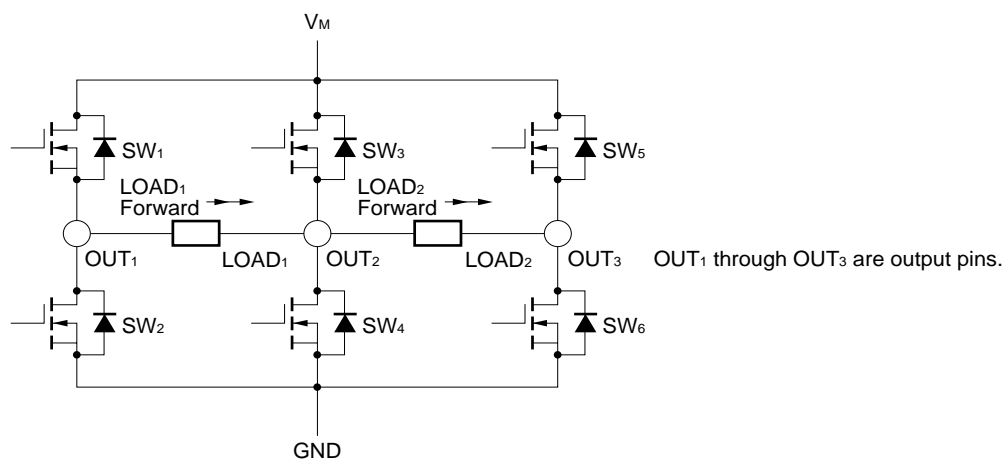 VM
SW1
SW3
SW5
LOAD1
Forward
LOAD2
Forward
OUT1
LOAD1
OUT2
LOAD2
OUT3
OUT1 through OUT3 are output pins.
SW2
SW4
SW6
GND